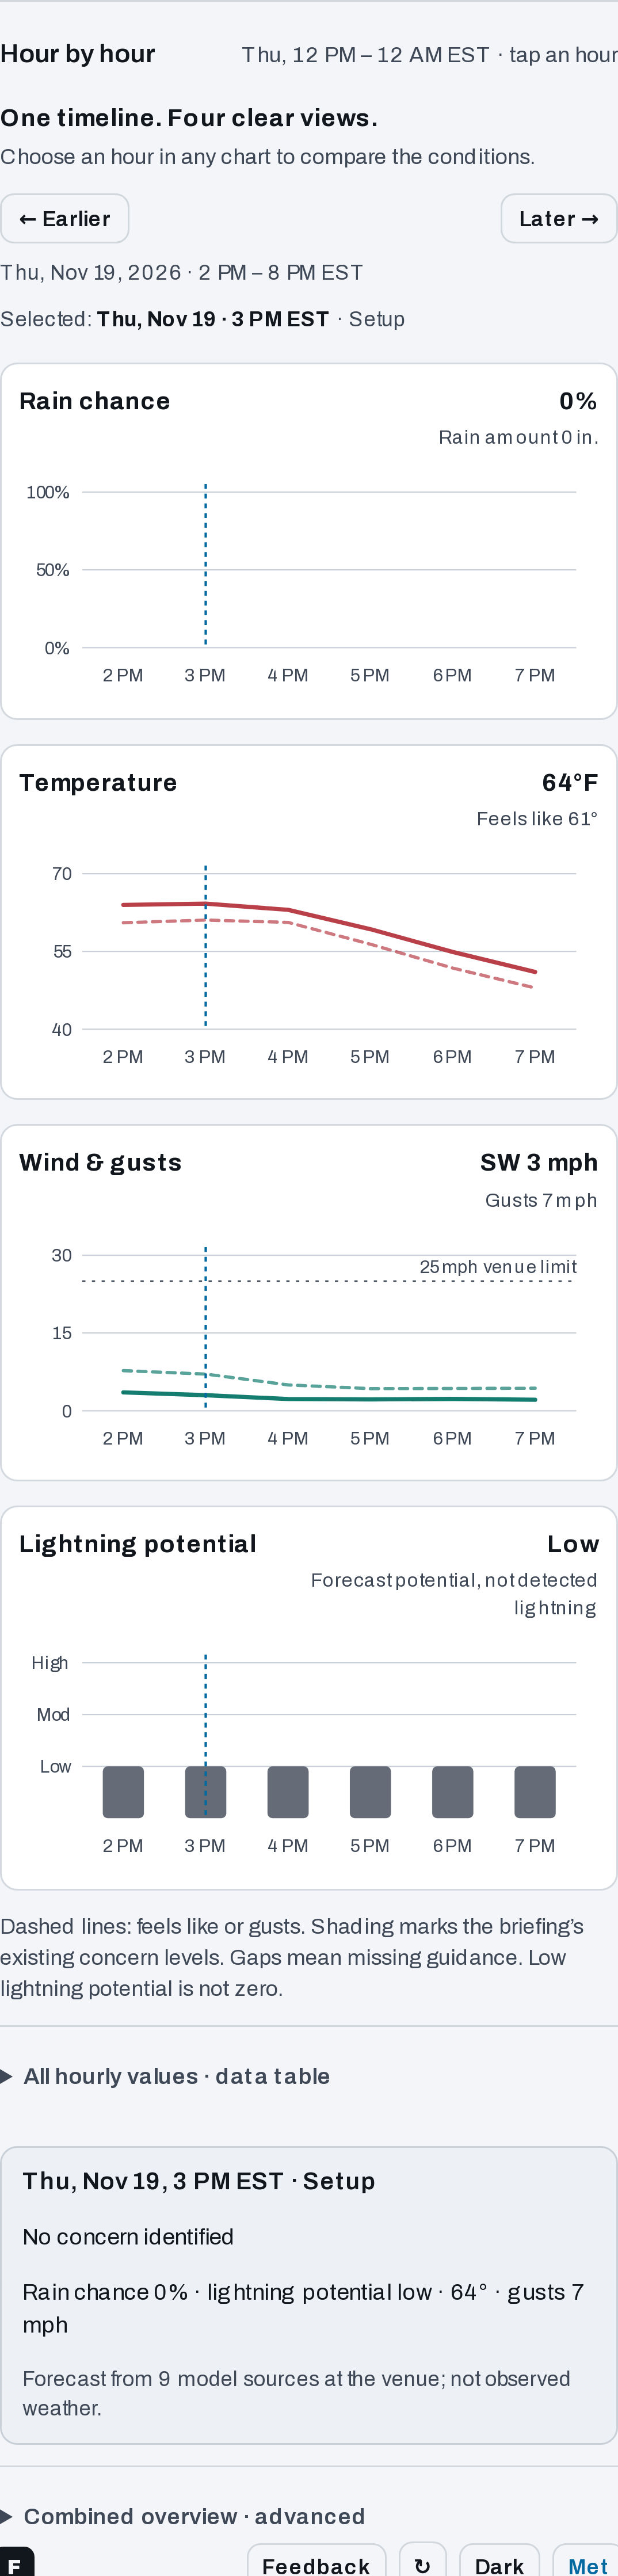 Hour by hour
Thu, 12 PM – 12 AM EST · tap an hour
One timeline. Four clear views.
Choose an hour in any chart to compare the conditions.
← Earlier
Later →
Thu, Nov 19, 2026 · 2 PM – 8 PM EST
Selected: Thu, Nov 19 · 3 PM EST · Setup
Rain chance
0%
Rain amount 0 in.
100%
50%
0%
2 PM 3 PM 4 PM 5 PM 6 PM 7 PM
Temperature
64°F
Feels like 61°
70
55
40
2 PM 3 PM 4 PM 5 PM 6 PM 7 PM
Wind & gusts
SW 3 mph
Gusts 7 mph
30
25 mph venue limit
15
0
2 PM 3 PM 4 PM 5 PM 6 PM 7 PM
Lightning potential
Low
Forecast potential, not detected
lightning
High
Mod
Low
2 PM 3 PM 4 PM 5 PM 6 PM 7 PM
Dashed lines: feels like or gusts. Shading marks the briefing’s
existing concern levels. Gaps mean missing guidance. Low
lightning potential is not zero.
▶ All hourly values · data table
Thu, Nov 19, 3 PM EST · Setup
No concern identified
Rain chance 0% · lightning potential low · 64° · gusts 7
mph
Forecast from 9 model sources at the venue; not observed
weather.
▶ Combined overview · advanced
F
Feedback
↻
Dark
Met